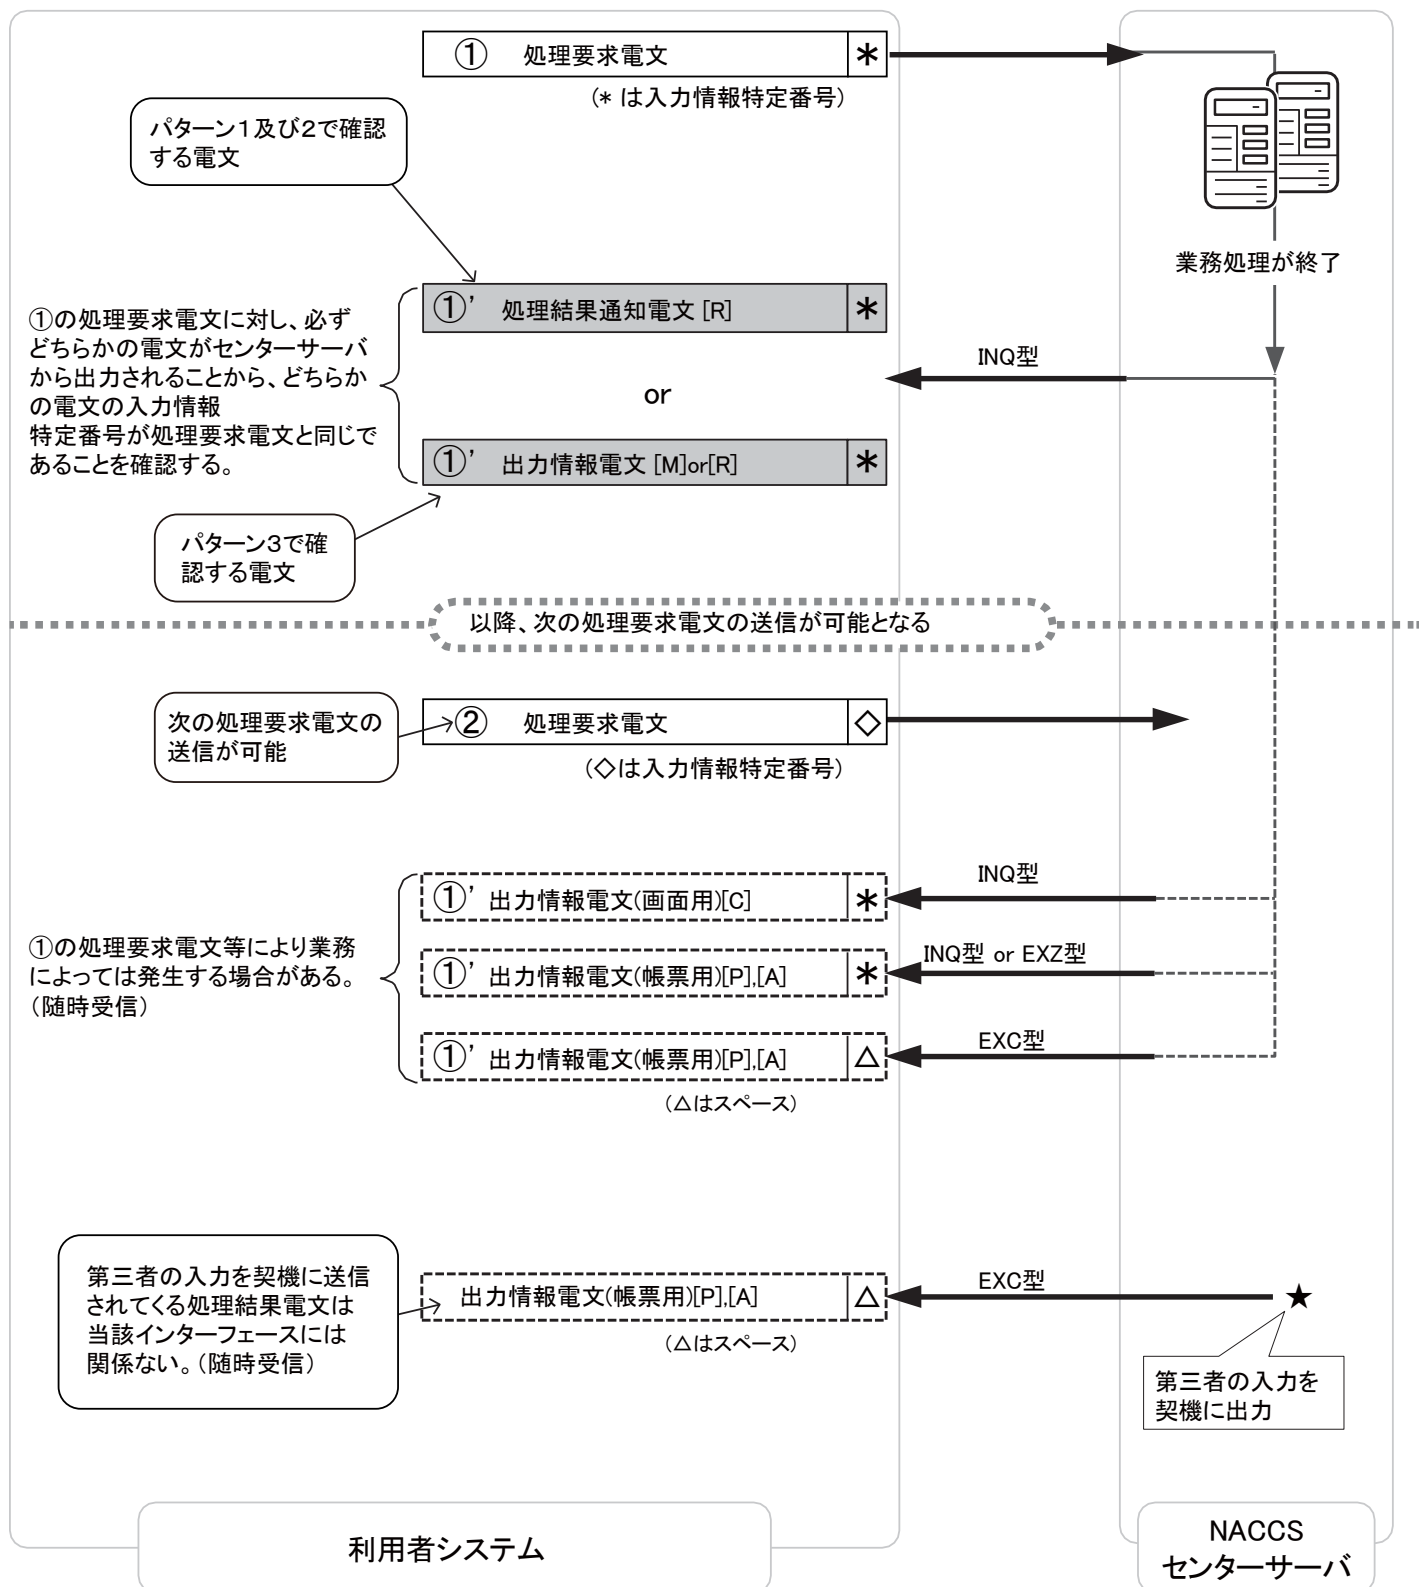 ① 処理要求電文 *
(* は入力情報特定番号)
パターン1及び2で確認
する電文
業務処理が終了
①' 処理結果通知電文 [R] *
①の処理要求電文に対し、必ず
どちらかの電文がセンターサーバ
から出力されることから、どちらか
の電文の入力情報
特定番号が処理要求電文と同じで
あることを確認する。
INQ型
or
①' 出力情報電文 [M]or[R] *
パターン3で確
認する電文
以降、次の処理要求電文の送信が可能となる
次の処理要求電文の
送信が可能
② 処理要求電文 ◇
(◇は入力情報特定番号)
INQ型
①' 出力情報電文(画面用)[C] *
①の処理要求電文等により業務
によっては発生する場合がある。
(随時受信)
INQ型 or EXZ型
①' 出力情報電文(帳票用)[P],[A] *
EXC型
①' 出力情報電文(帳票用)[P],[A] △
(△はスペース)
第三者の入力を契機に送信
されてくる処理結果電文は
当該インターフェースには
関係ない。(随時受信)
出力情報電文(帳票用)[P],[A] △
(△はスペース)
EXC型
★
第三者の入力を
契機に出力
利用者システム
NACCS
センターサーバ